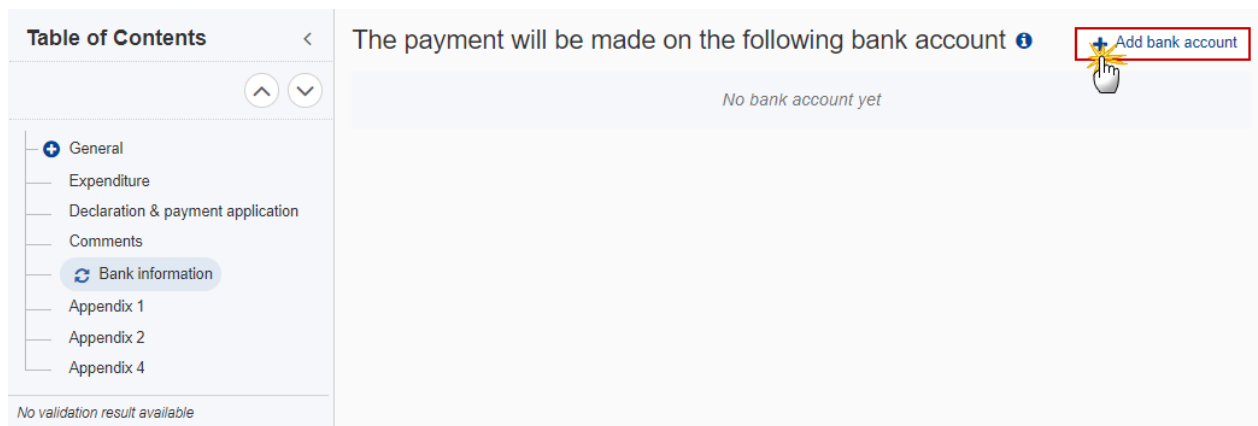 Table of Contents
The payment will be made on the following bank account
Add bank account
No bank account yet
General
Expenditure
Declaration & payment application
Comments
Bank information
Appendix 1
Appendix 2
Appendix 4
No validation result available